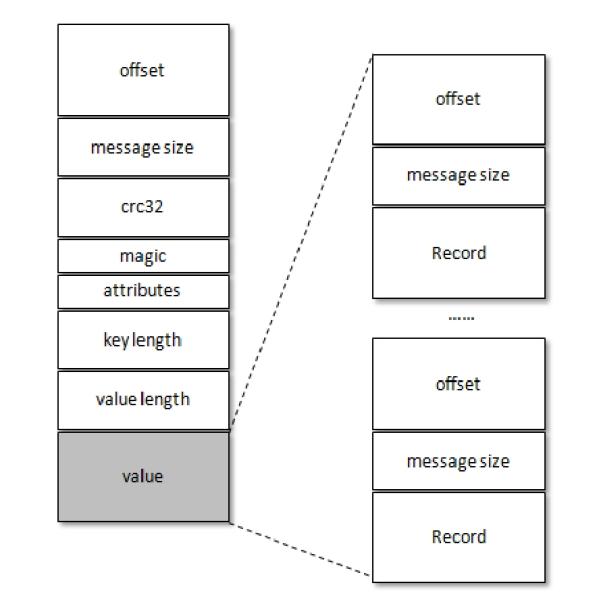 offset
message size
crc32
magic
attributes
key length
value length
value
offset
message size
Record
......
offset
message size
Record